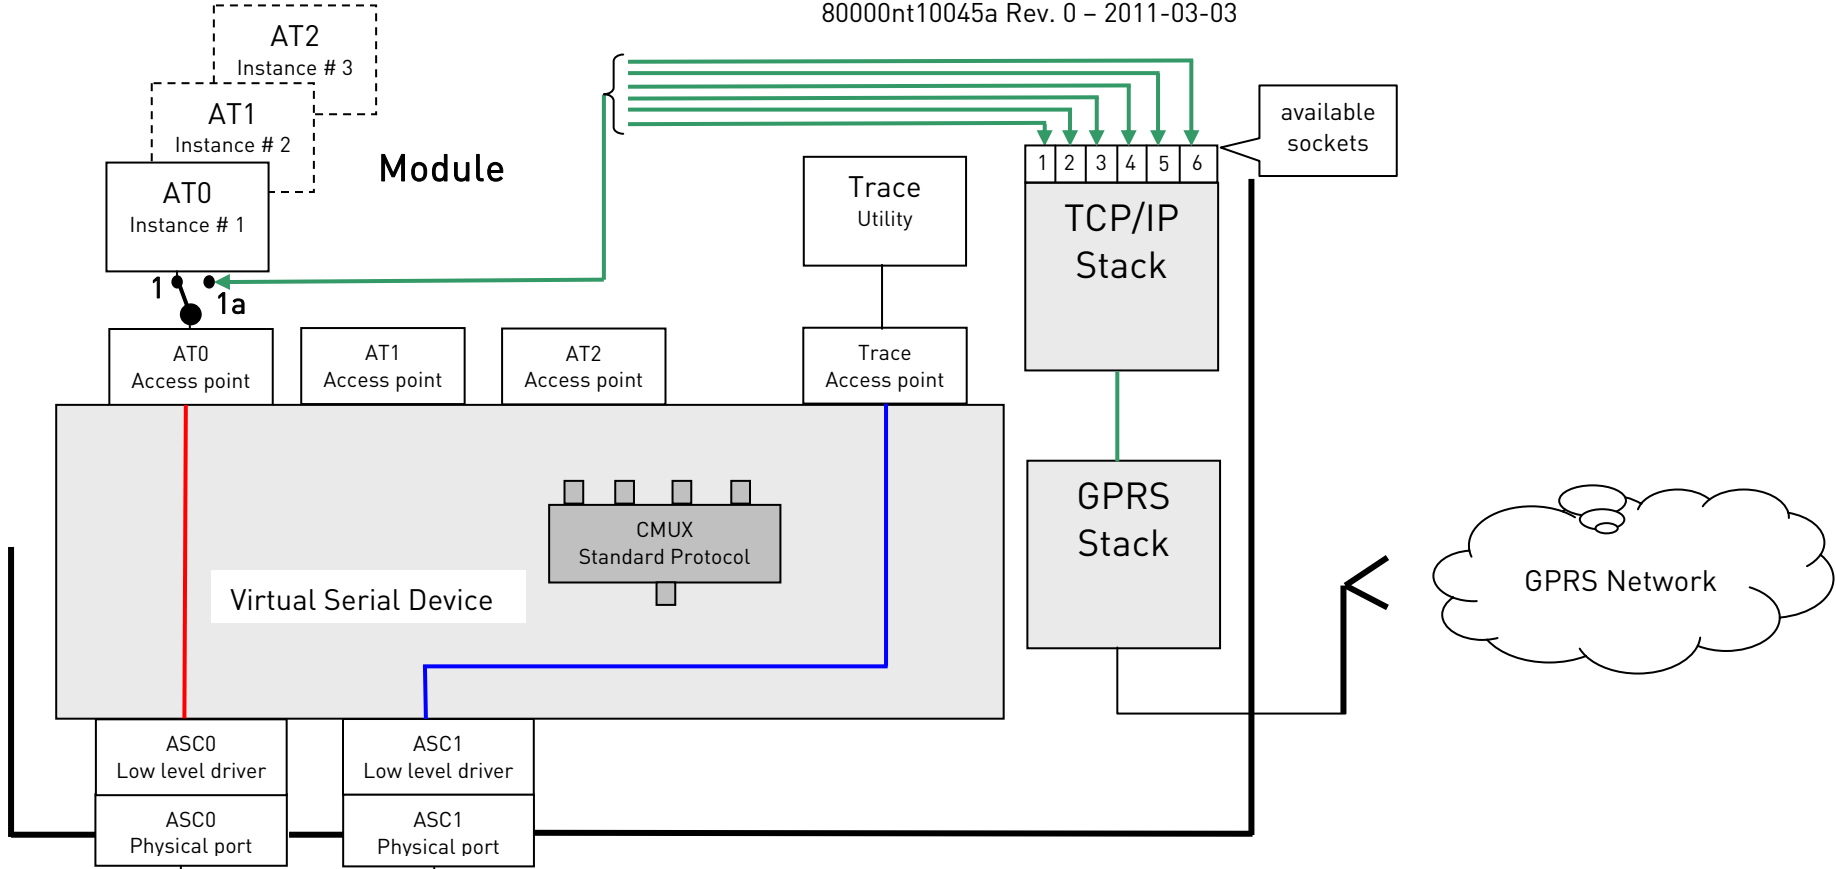 80000nt10045a Rev. 0 – 2011-03-03
AT2
Instance # 3
AT1
Instance # 2
AT0
Instance # 1
Module
1
1a
available
sockets
1 2 3 4 5 6
Trace
Utility
TCP/IP
Stack
AT0
Access point
AT1
Access point
AT2
Access point
Trace
Access point
GPRS
Stack
CMUX
Standard Protocol
Virtual Serial Device
GPRS Network
ASC0
Low level driver
ASC1
Low level driver
ASC0
Physical port
ASC1
Physical port